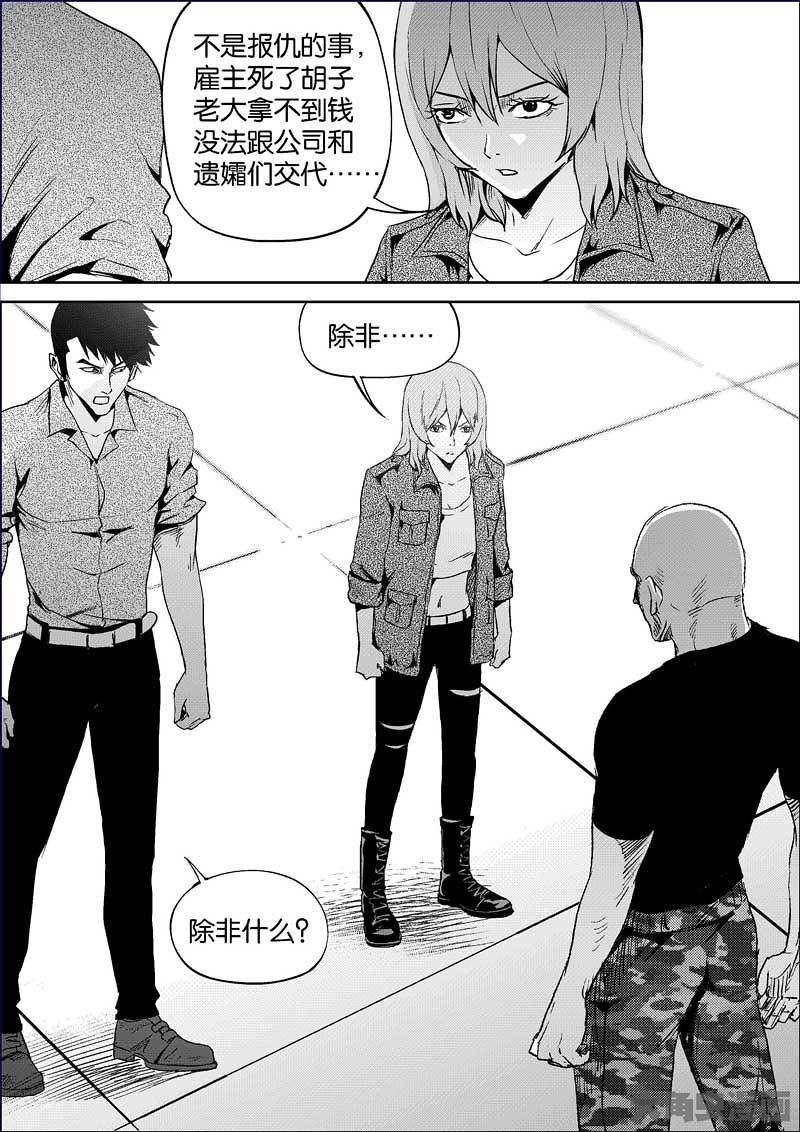 不是报仇的事，
雇主死了胡子
老大拿不到钱
没法跟公司和
遗孀们交代……
除非……
除非什么？